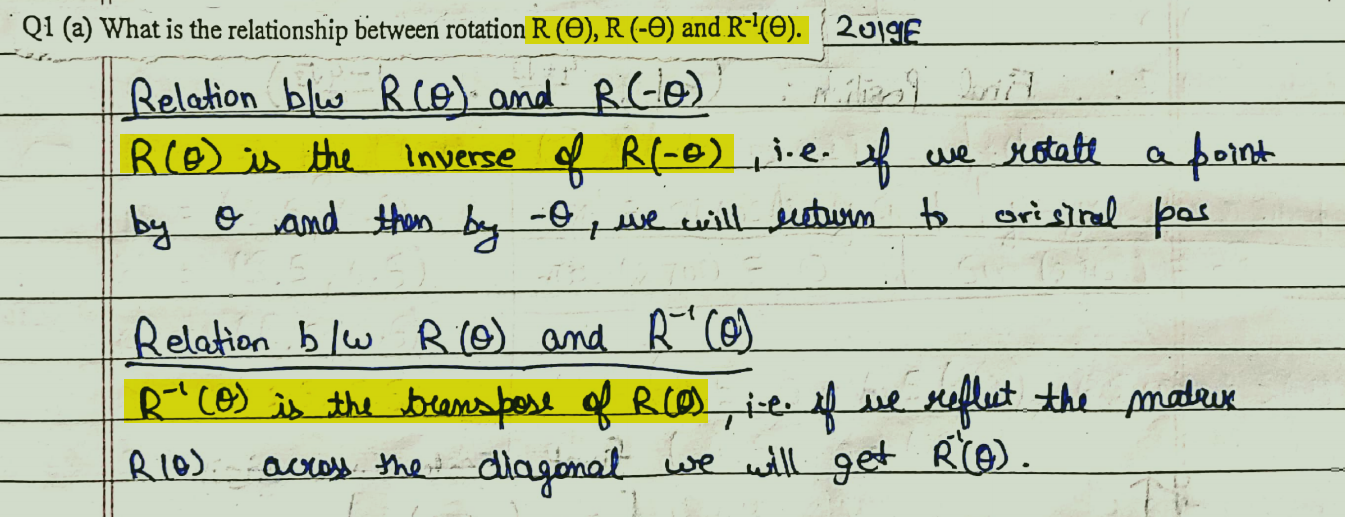 Q1 (a) What is the relationship between rotation R (Θ), R (-Θ) and R⁻¹(Θ). 2019E
Relation b/w R(θ) and R(-θ)
R(θ) is the inverse of R(-θ), i.e. if we rotate a point
by θ and then by -θ, we will return to original pos
Relation b/w R(θ) and R⁻¹(θ)
R⁻¹(θ) is the transpose of R(θ), i.e. if we reflect the matrix
R(θ) across the diagonal we will get R⁻¹(θ).